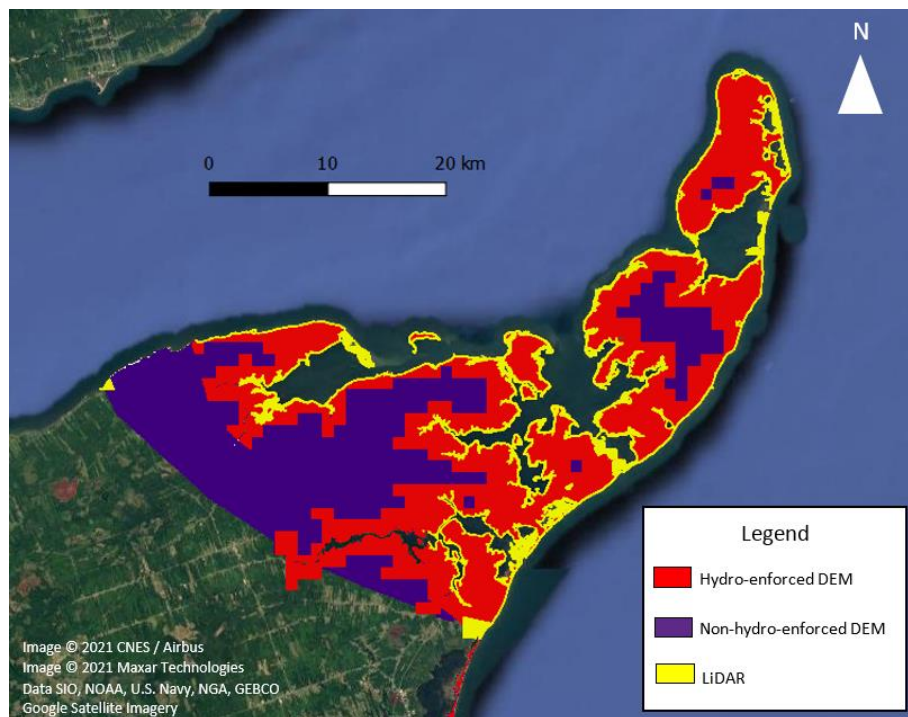 N
0 10 20 km
Legend
Hydro-enforced DEM
Non-hydro-enforced DEM
LiDAR
Image © 2021 CNES / Airbus
Image © 2021 Maxar Technologies
Data SIO, NOAA, U.S. Navy, NGA, GEBCO
Google Satellite Imagery